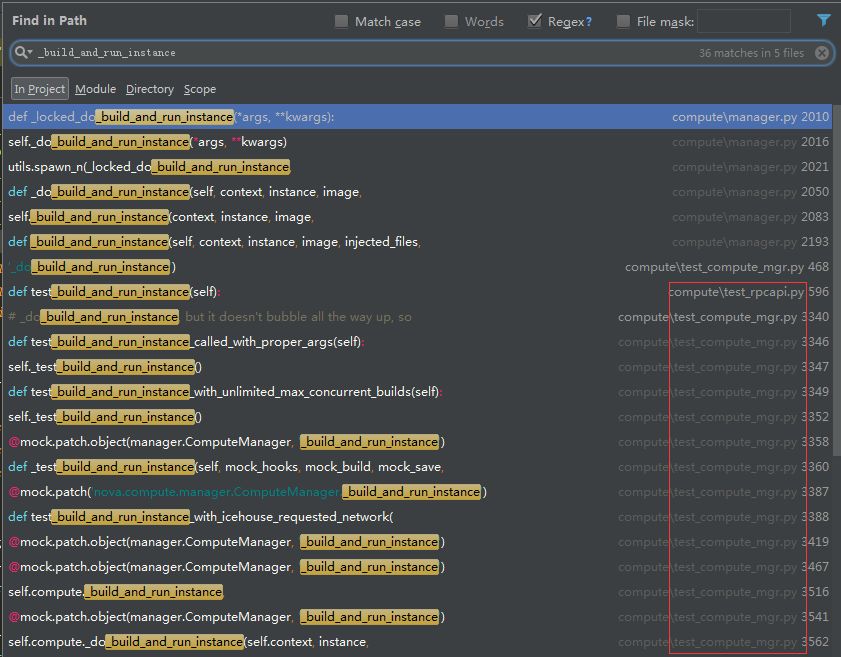 Find in Path Match case Words Regex? File mask:
_build_and_run_instance 36 matches in 5 files
In Project Module Directory Scope
def _locked_do_build_and_run_instance(*args, **kwargs): compute\manager.py 2010
self._do_build_and_run_instance(*args, **kwargs) compute\manager.py 2016
utils.spawn_n(_locked_do_build_and_run_instance, compute\manager.py 2021
def _do_build_and_run_instance(self, context, instance, image, compute\manager.py 2050
self._build_and_run_instance(context, instance, image, compute\manager.py 2083
def _build_and_run_instance(self, context, instance, image, injected_files, compute\manager.py 2193
'_do_build_and_run_instance') compute\test_compute_mgr.py 468
def test_build_and_run_instance(self): compute\test_rpcapi.py 596
# _do_build_and_run_instance but it doesn't bubble all the way up, so compute\test_compute_mgr.py 3340
def test_build_and_run_instance_called_with_proper_args(self): compute\test_compute_mgr.py 3346
self._test_build_and_run_instance() compute\test_compute_mgr.py 3347
def test_build_and_run_instance_with_unlimited_max_concurrent_builds(self): compute\test_compute_mgr.py 3349
self._test_build_and_run_instance() compute\test_compute_mgr.py 3352
@mock.patch.object(manager.ComputeManager, '_build_and_run_instance') compute\test_compute_mgr.py 3358
def _test_build_and_run_instance(self, mock_hooks, mock_build, mock_save, compute\test_compute_mgr.py 3360
@mock.patch('nova.compute.manager.ComputeManager._build_and_run_instance') compute\test_compute_mgr.py 3387
def test_build_and_run_instance_with_icehouse_requested_network( compute\test_compute_mgr.py 3388
@mock.patch.object(manager.ComputeManager, '_build_and_run_instance') compute\test_compute_mgr.py 3419
@mock.patch.object(manager.ComputeManager, '_build_and_run_instance') compute\test_compute_mgr.py 3467
self.compute._build_and_run_instance, compute\test_compute_mgr.py 3516
@mock.patch.object(manager.ComputeManager, '_build_and_run_instance') compute\test_compute_mgr.py 3541
self.compute._do_build_and_run_instance(self.context, instance, compute\test_compute_mgr.py 3562